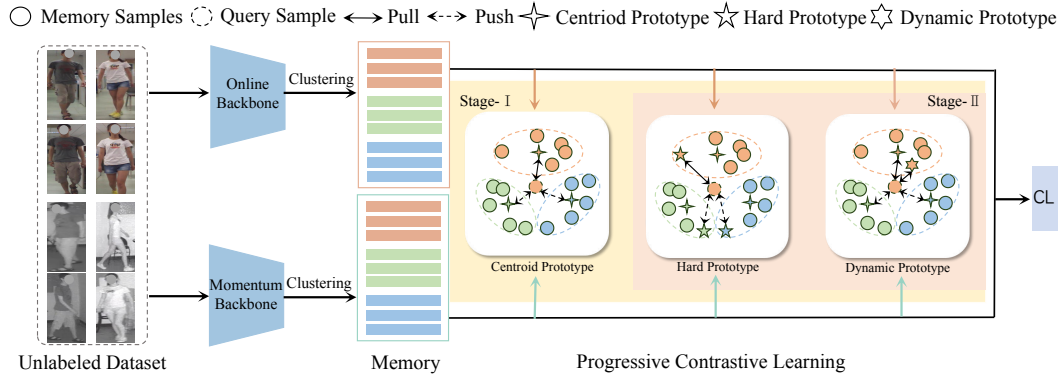 Memory Samples Query Sample Pull Push Centriod Prototype Hard Prototype Dynamic Prototype
Online
Backbone
Clustering
Momentum
Backbone
Clustering
Stage- Ⅰ
Stage-Ⅱ
Centroid Prototype
Hard Prototype
Dynamic Prototype
CL
Unlabeled Dataset
Memory
Progressive Contrastive Learning